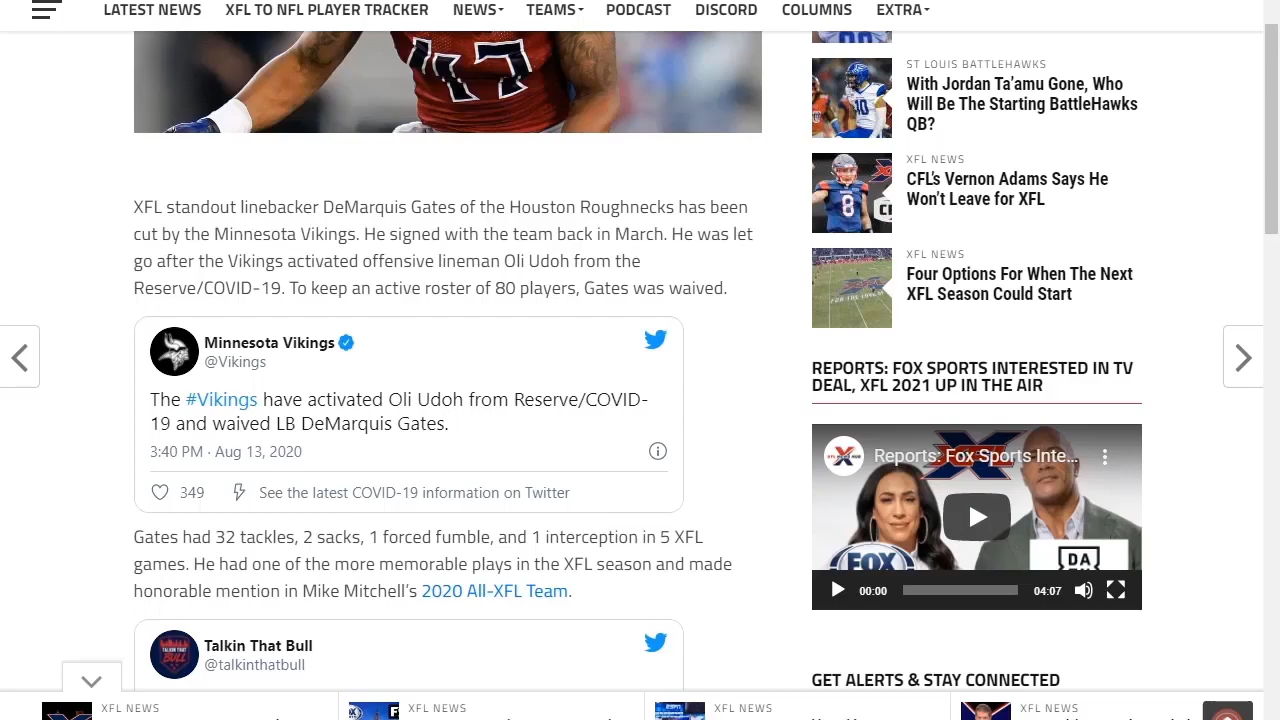 LATEST NEWS XFL TO NFL PLAYER TRACKER NEWS TEAMS PODCAST DISCORD COLUMNS EXTRA
47
XFL standout linebacker DeMarquis Gates of the Houston Roughnecks has been
cut by the Minnesota Vikings. He signed with the team back in March. He was let
go after the Vikings activated offensive lineman Oli Udoh from the
Reserve/COVID-19. To keep an active roster of 80 players, Gates was waived.
Minnesota Vikings
@Vikings
The #Vikings have activated Oli Udoh from Reserve/COVID-
19 and waived LB DeMarquis Gates.
3:40 PM · Aug 13, 2020
349 See the latest COVID-19 information on Twitter
Gates had 32 tackles, 2 sacks, 1 forced fumble, and 1 interception in 5 XFL
games. He had one of the more memorable plays in the XFL season and made
honorable mention in Mike Mitchell’s 2020 All-XFL Team.
TALKIN THAT
BULL
Talkin That Bull
@talkinthatbull
ST LOUIS BATTLEHAWKS
With Jordan Ta’amu Gone, Who
Will Be The Starting BattleHawks
QB?
10
XFL NEWS
CFL’s Vernon Adams Says He
Won’t Leave for XFL
8
XFL NEWS
Four Options For When The Next
XFL Season Could Start
REPORTS: FOX SPORTS INTERESTED IN TV
DEAL, XFL 2021 UP IN THE AIR
Reports: Fox Sports Inte...
FOX
DA
00:00 04:07
GET ALERTS & STAY CONNECTED
XFL NEWS XFL NEWS XFL NEWS XFL NEWS